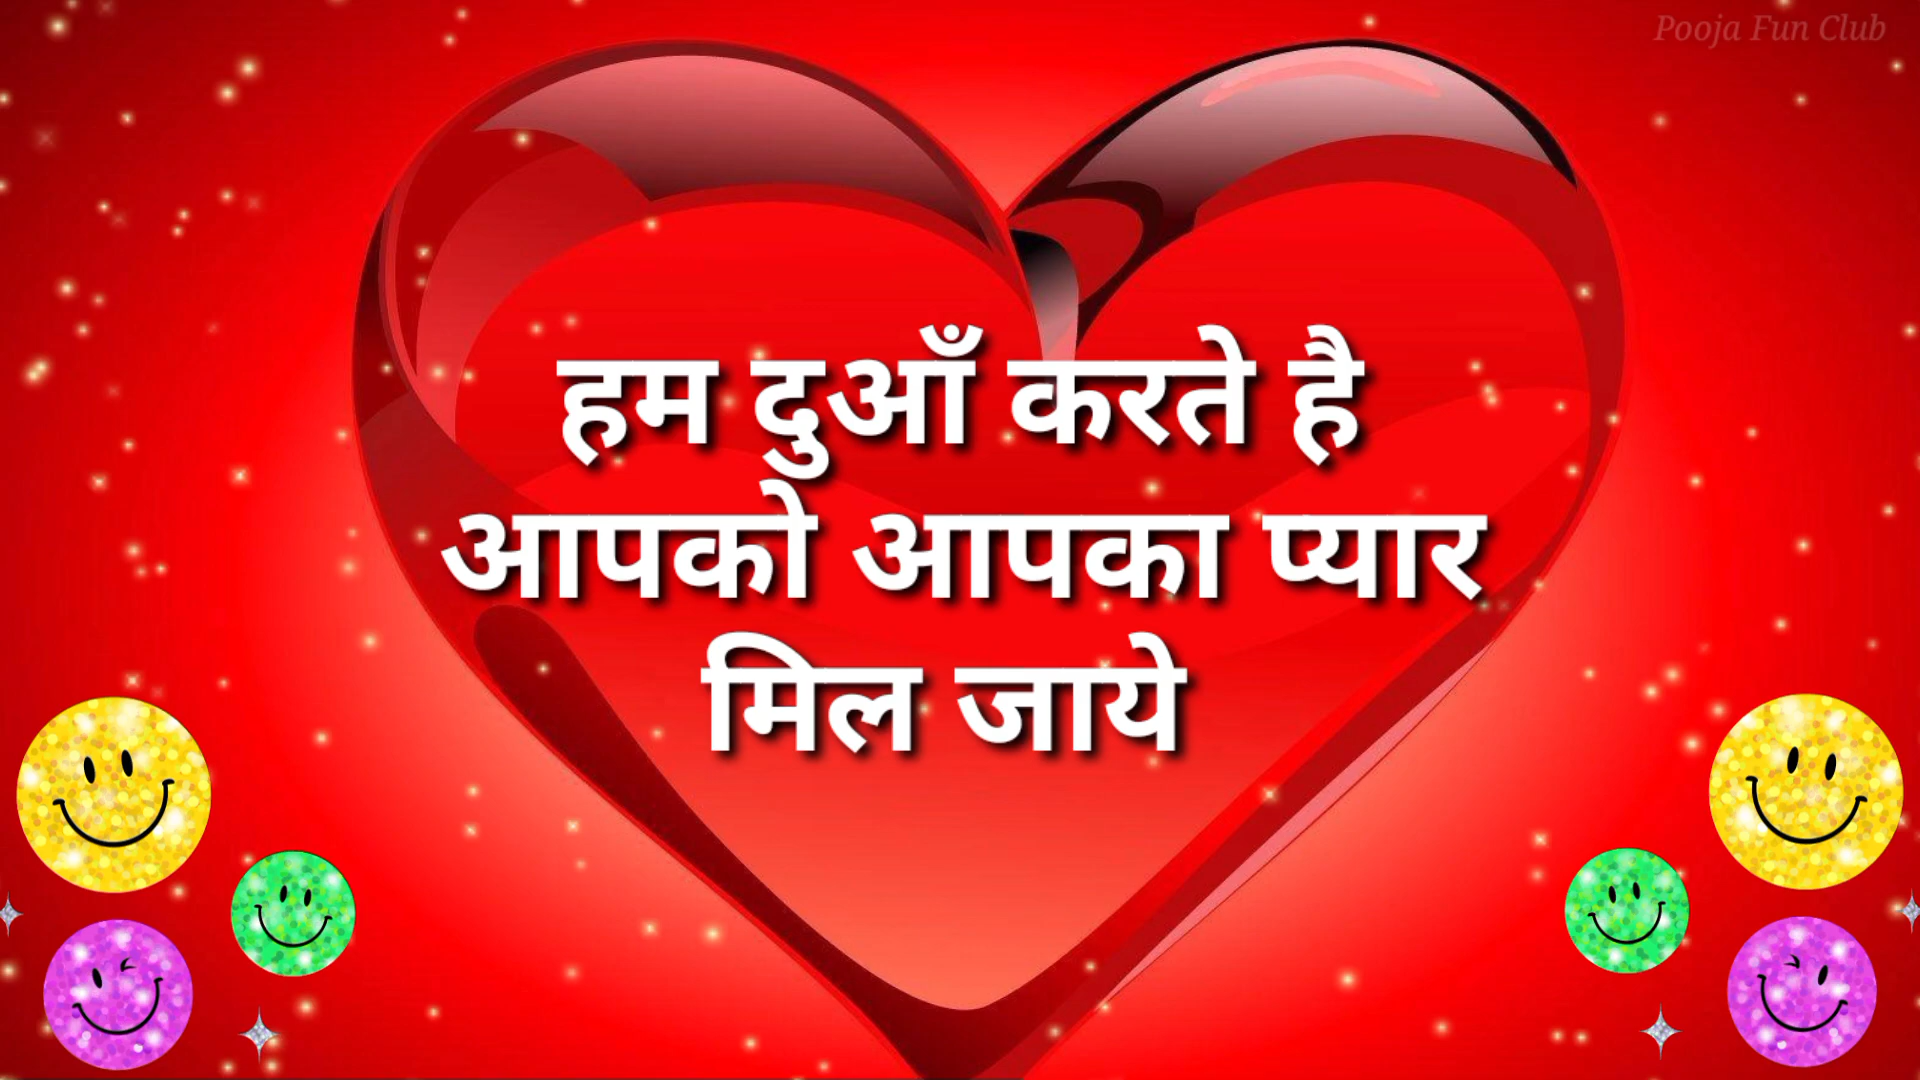 Pooja Fun Club
हम दुआँ करते है
आपको आपका प्यार
मिल जाये